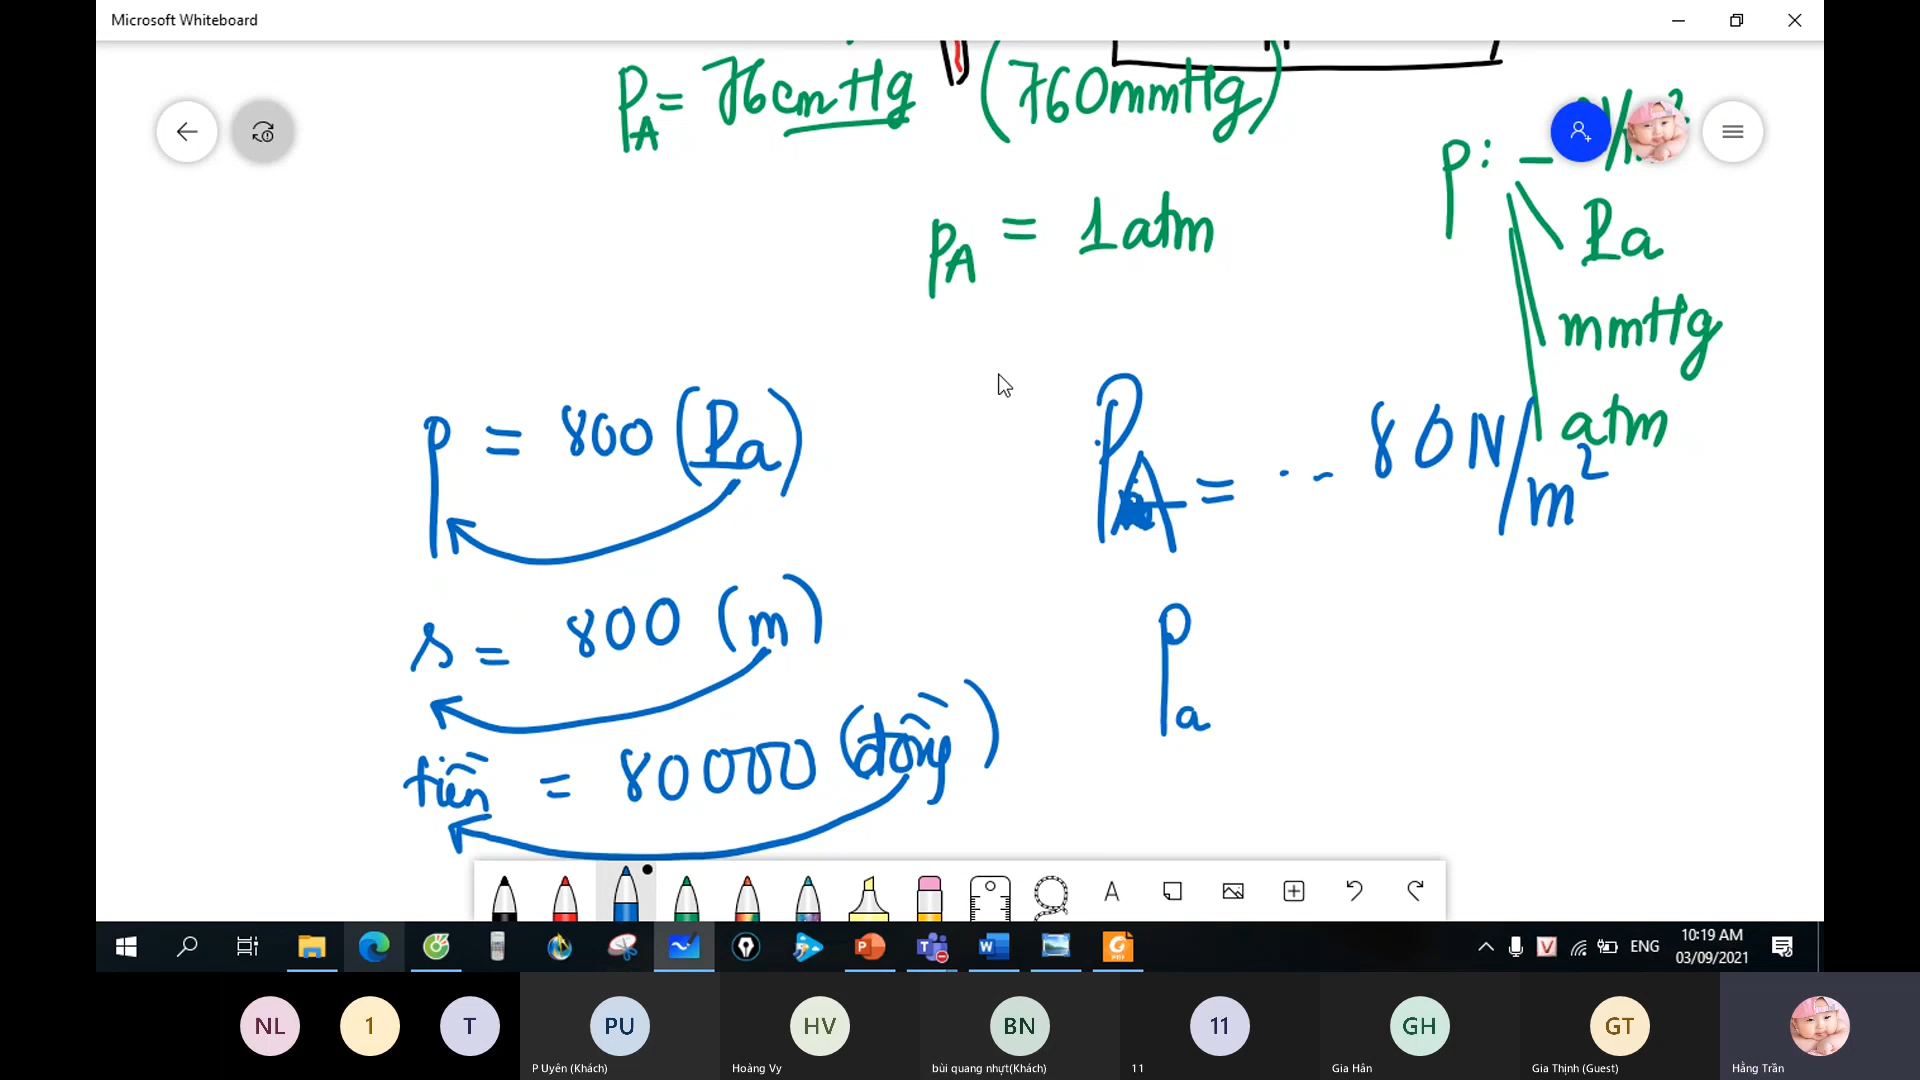 Microsoft Whiteboard
PA = 76cmHg (760mmHg)
p:
Pa
PA = 1atm
mmHg
atm
p = 800 (Pa)
PA = .. - 80N/m²
s = 800 (m)
Pa
tiền = 80000 (đồng)
A
ENG
10:19 AM
03/09/2021
NL
1
T
PU
HV
BN
11
GH
GT
P Uyên (Khách)
Hoàng Vy
bùi quang nhựt(Khách)
11
Gia Hân
Gia Thịnh (Guest)
Hằng Trần